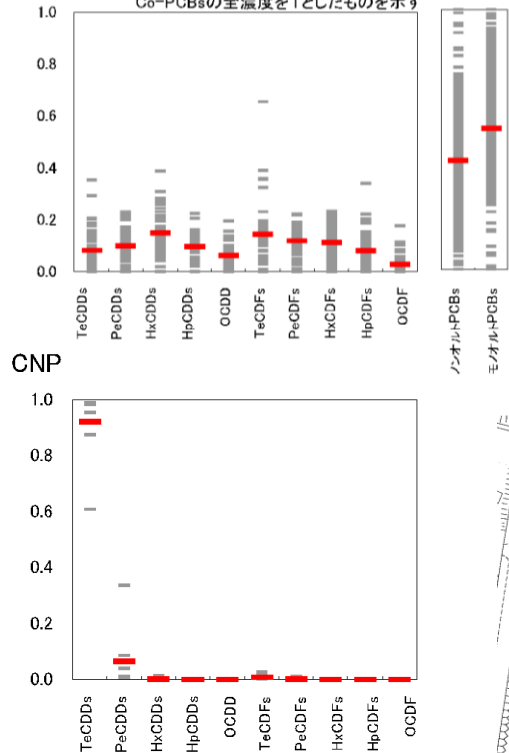 Co-PCBsの全濃度を1としたものを示す
1.0
0.8
0.6
0.4
0.2
0.0
TeCDDs
PeCDDs
HxCDDs
HpCDDs
OCDD
TeCDFs
PeCDFs
HxCDFs
HpCDFs
OCDF
ノンオルトPCBs
モノオルトPCBs
CNP
1.0
0.8
0.6
0.4
0.2
0.0
TeCDDs
PeCDDs
HxCDDs
HpCDDs
OCDD
TeCDFs
PeCDFs
HxCDFs
HpCDFs
OCDF